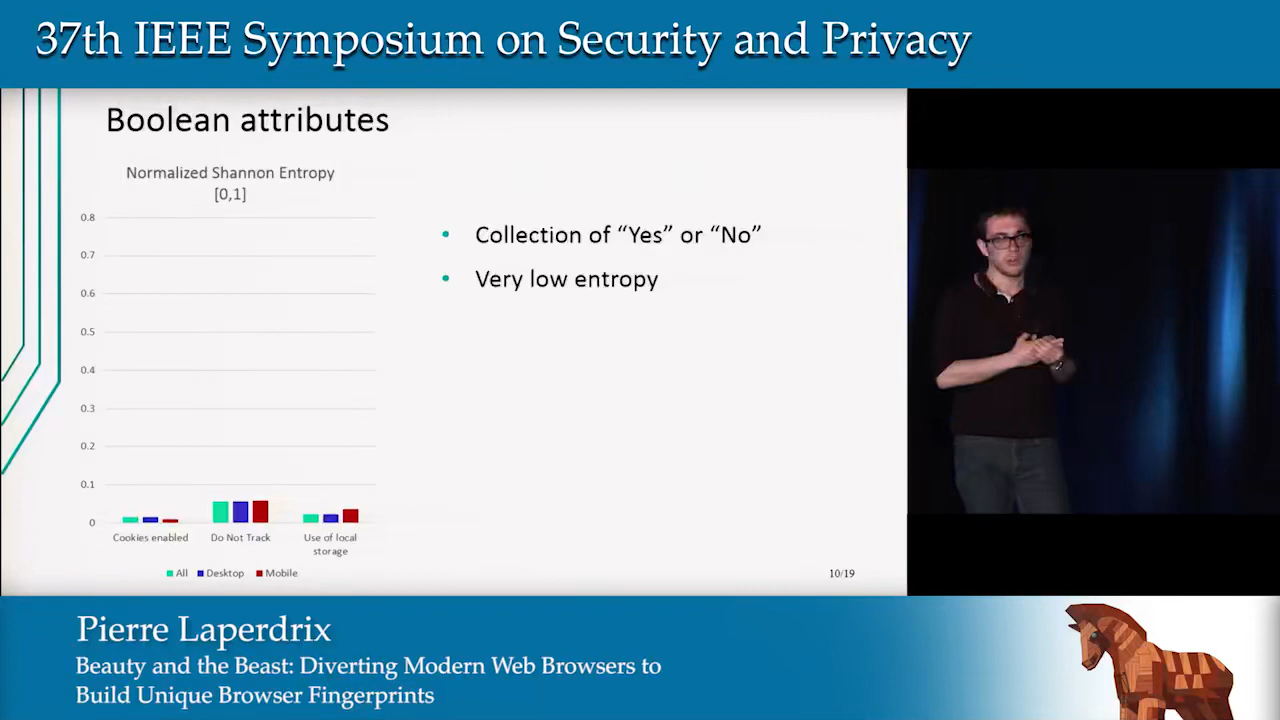 37th IEEE Symposium on Security and Privacy
Boolean attributes
Normalized Shannon Entropy
[0,1]
0.8
0.7
0.6
0.5
0.4
0.3
0.2
0.1
0
Cookies enabled
Do Not Track
Use of local
storage
All
Desktop
Mobile
• Collection of “Yes” or “No”
• Very low entropy
10/19
Pierre Laperdrix
Beauty and the Beast: Diverting Modern Web Browsers to
Build Unique Browser Fingerprints